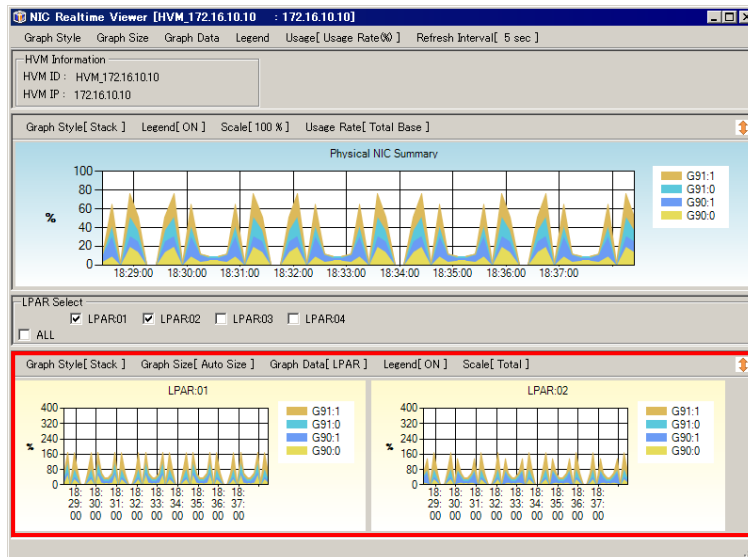 NIC Realtime Viewer [HVM_172.16.10.10 : 172.16.10.10]
Graph Style Graph Size Graph Data Legend Usage[ Usage Rate(%) ] Refresh Interval[ 5 sec ]
HVM Information
HVM ID : HVM_172.16.10.10
HVM IP : 172.16.10.10
Graph Style[ Stack ] Legend[ ON ] Scale[ 100 % ] Usage Rate[ Total Base ]
Physical NIC Summary
100
80
60
%
40
20
0
18:29:00 18:30:00 18:31:00 18:32:00 18:33:00 18:34:00 18:35:00 18:36:00 18:37:00
G91:1
G91:0
G90:1
G90:0
LPAR Select
LPAR:01 LPAR:02 LPAR:03 LPAR:04
ALL
Graph Style[ Stack ] Graph Size[ Auto Size ] Graph Data[ LPAR ] Legend[ ON ] Scale[ Total ]
LPAR:01
400
320
240
%
160
80
0
18:29:00 18:30:00 18:31:00 18:32:00 18:33:00 18:34:00 18:35:00 18:36:00 18:37:00
G91:1
G91:0
G90:1
G90:0
LPAR:02
400
320
240
%
160
80
0
18:29:00 18:30:00 18:31:00 18:32:00 18:33:00 18:34:00 18:35:00 18:36:00 18:37:00
G91:1
G91:0
G90:1
G90:0